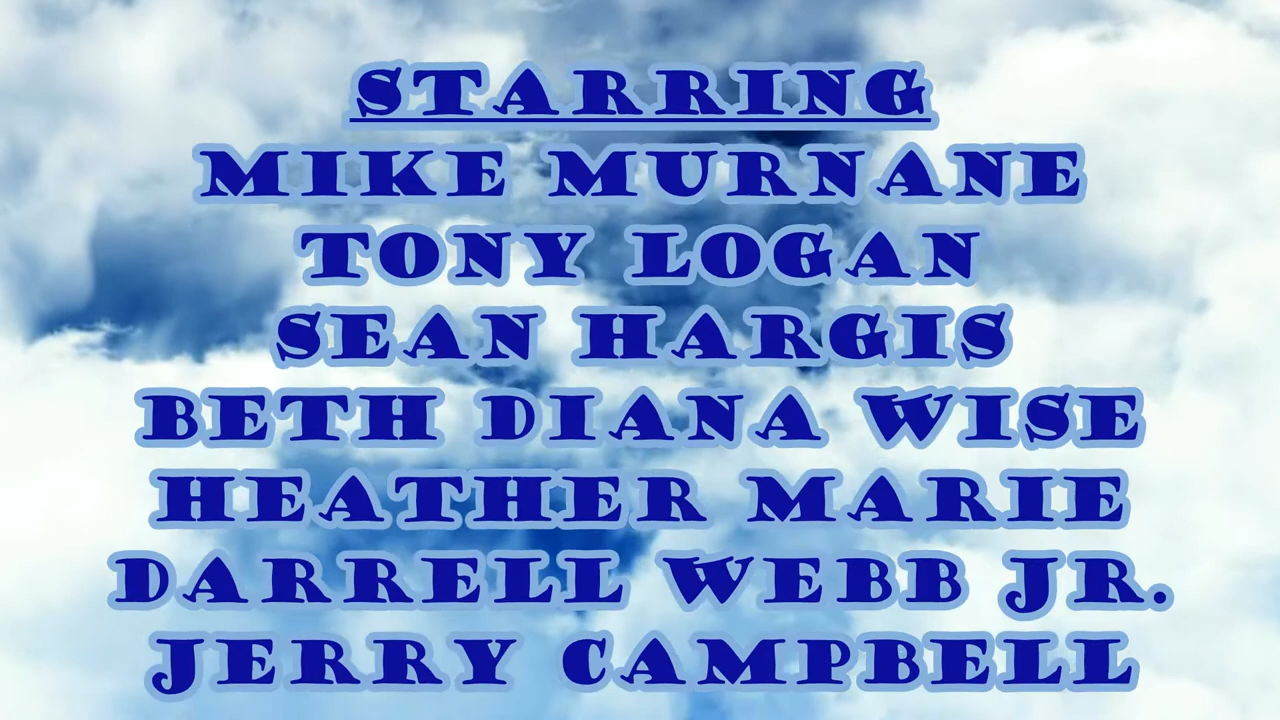 STARRING
MIKE MURNANE
TONY LOGAN
SEAN HARGIS
BETH DIANA WISE
HEATHER MARIE
DARRELL WEBB JR.
JERRY CAMPBELL